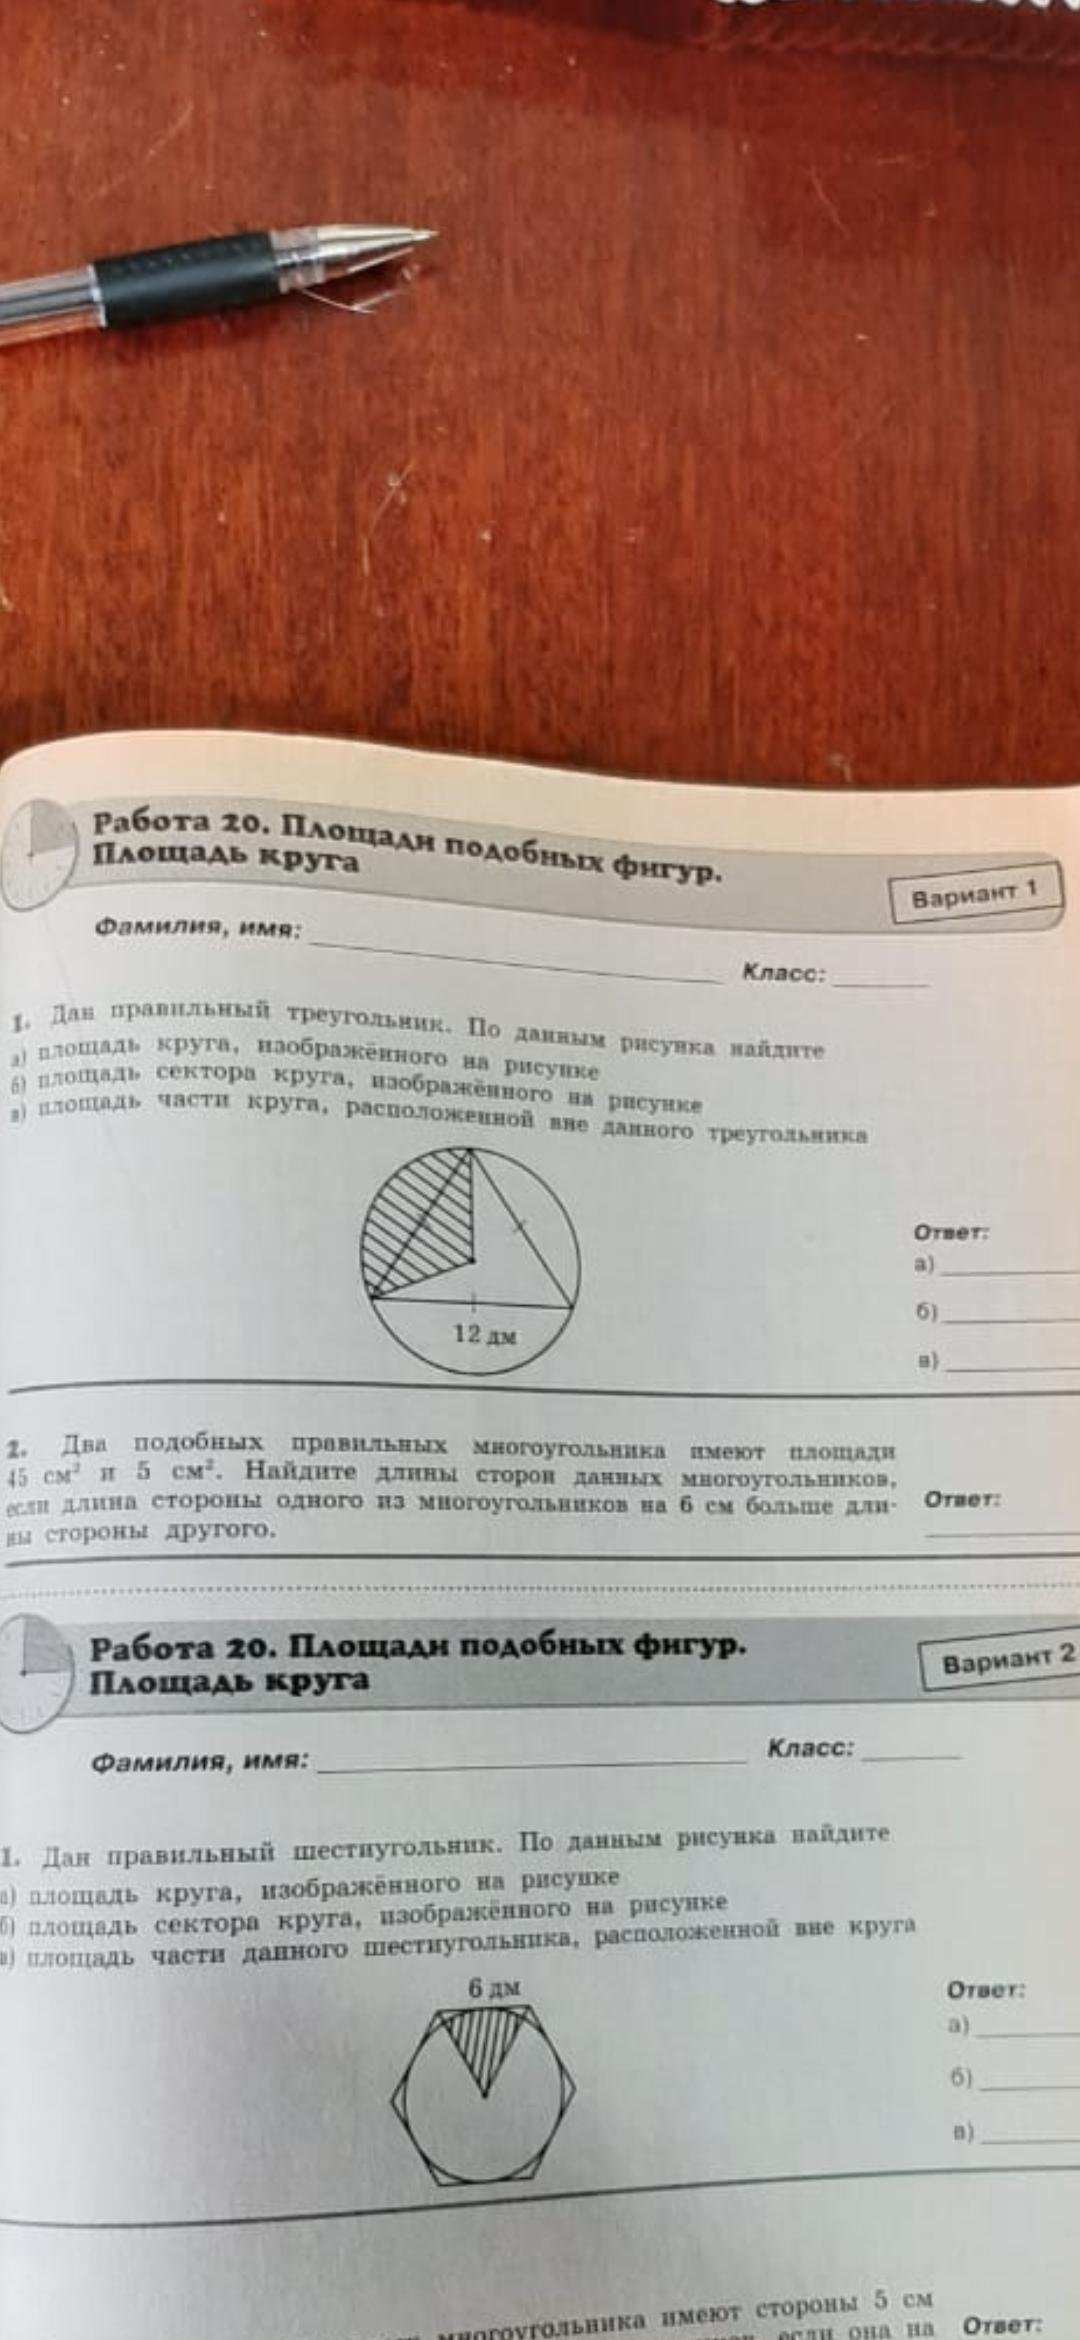 Работа 20. Площади подобных фигур.
Площадь круга
Вариант 1
Фамилия, имя:
Класс:
1. Дан правильный треугольник. По данным рисунка найдите
а) площадь круга, изображённого на рисунке
б) площадь сектора круга, изображённого на рисунке
в) площадь части круга, расположенной вне данного треугольника
12 дм
Ответ:
а)
б)
в)
2. Два подобных правильных многоугольника имеют площади
45 см² и 5 см². Найдите длины сторон данных многоугольников,
если длина стороны одного из многоугольников на 6 см больше дли-
ны стороны другого.
Ответ:
Работа 20. Площади подобных фигур.
Площадь круга
Вариант 2
Фамилия, имя:
Класс:
1. Дан правильный шестиугольник. По данным рисунка найдите
а) площадь круга, изображённого на рисунке
б) площадь сектора круга, изображённого на рисунке
в) площадь части данного шестиугольника, расположенной вне круга
6 дм
Ответ:
а)
б)
в)
многоугольника имеют стороны 5 см
если она на
Ответ: